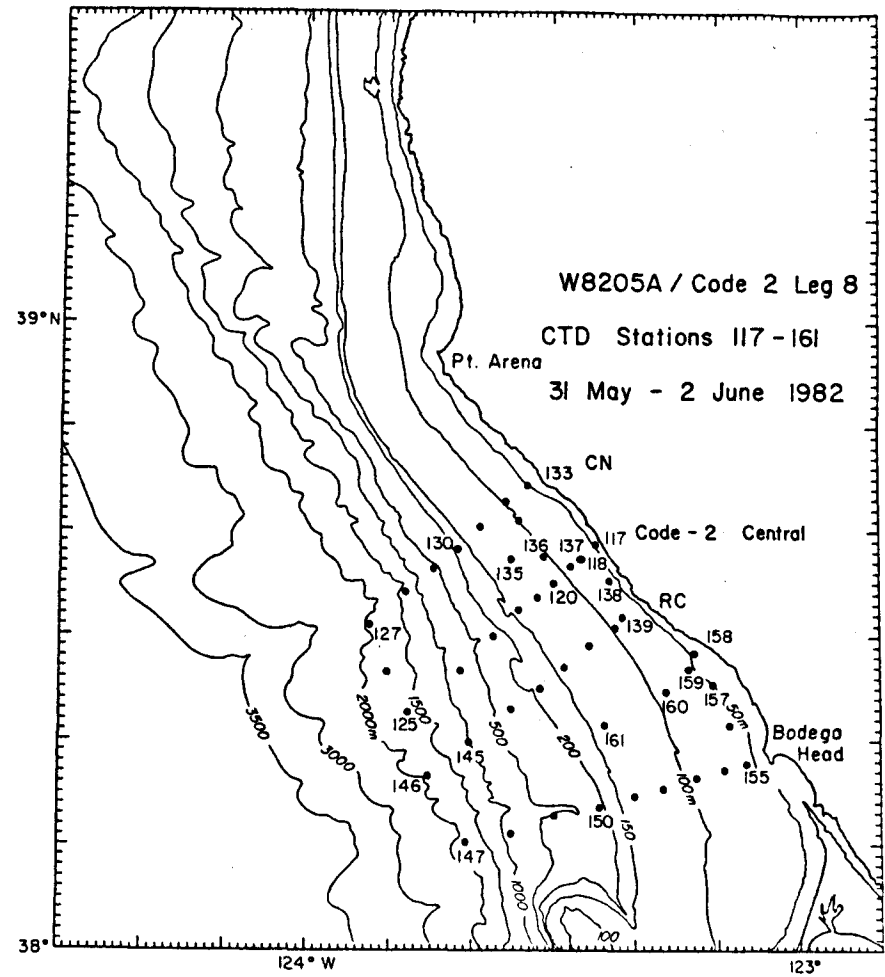 W8205A / Code 2 Leg 8
39°N
CTD Stations 117-161
Pt. Arena
31 May - 2 June 1982
133 CN
117
Code-2 Central
130
136
137
118
135
120
138
RC
139
127
158
159
157
160
125
2000m
1500
50m
3500
500
Bodega
Head
3000
200
161
145
155
146
100m
150
150
147
1000
100
38°
124° W
123°